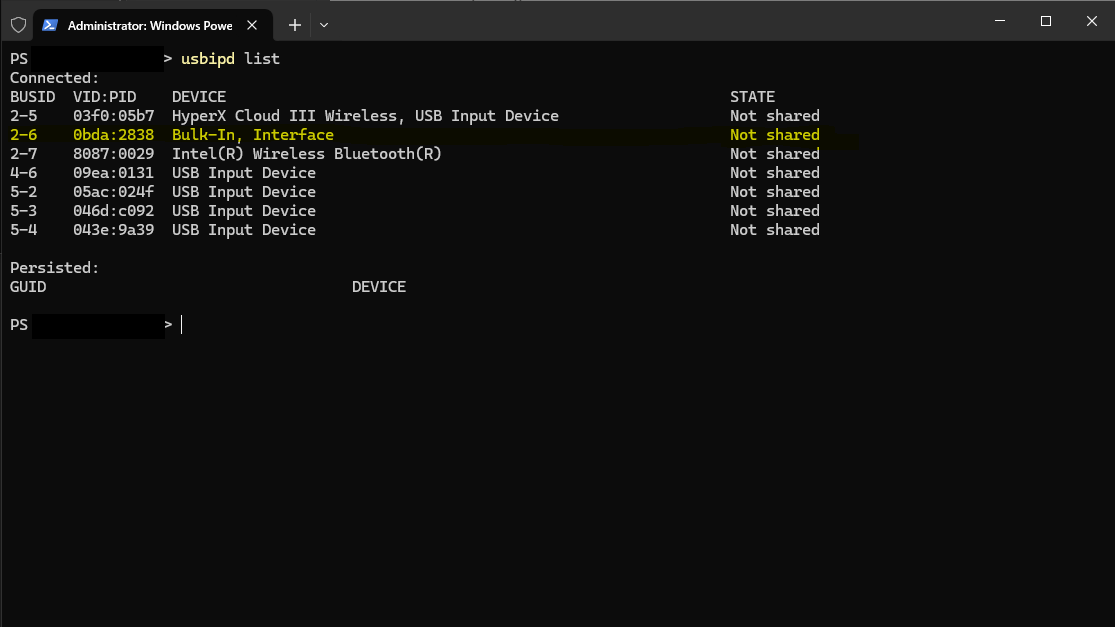 Administrator: Windows Powe
PS > usbipd list
Connected:
BUSID VID:PID DEVICE STATE
2-5 03f0:05b7 HyperX Cloud III Wireless, USB Input Device Not shared
2-6 0bda:2838 Bulk-In, Interface Not shared
2-7 8087:0029 Intel(R) Wireless Bluetooth(R) Not shared
4-6 09ea:0131 USB Input Device Not shared
5-2 05ac:024f USB Input Device Not shared
5-3 046d:c092 USB Input Device Not shared
5-4 043e:9a39 USB Input Device Not shared
Persisted:
GUID DEVICE
PS >